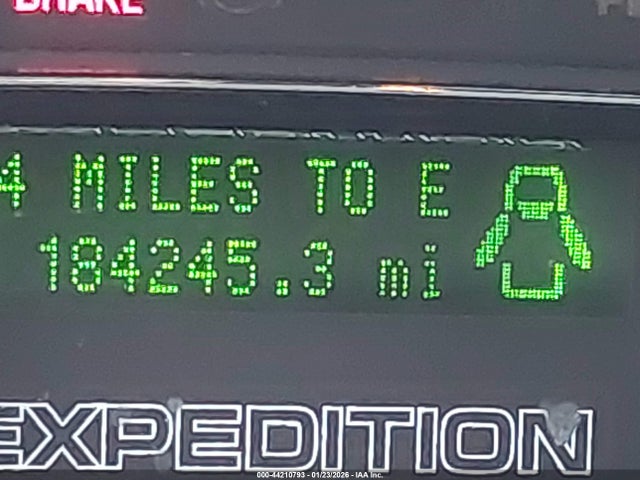 BRAKE
4 MILES TO E
184245.3 mi
EXPEDITION
000-44210793 - 01/23/2026 - IAA Inc.